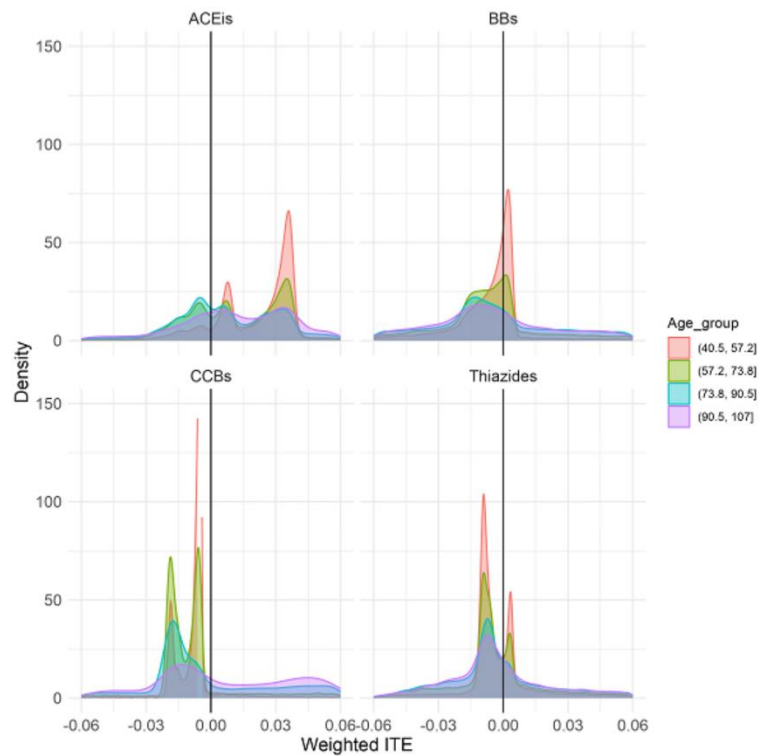 ACEis BBs
150
100
50
0
Density
CCBs Thiazides
150
100
50
0
-0.06 -0.03 0.00 0.03 0.06 -0.06 -0.03 0.00 0.03 0.06
Weighted ITE
Age_group
(40.5, 57.2]
(57.2, 73.8]
(73.8, 90.5]
(90.5, 107]